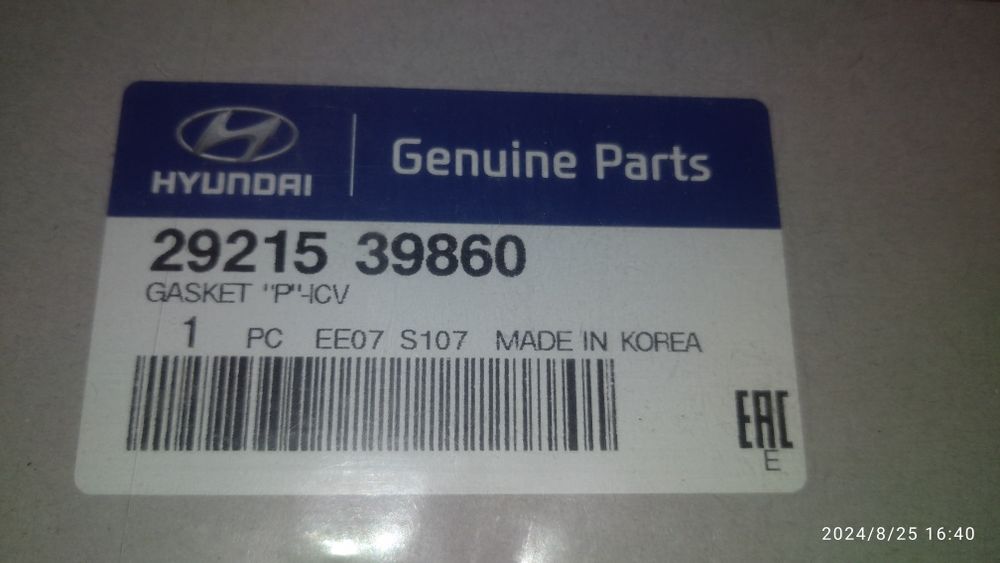 HYUNDAI
Genuine Parts
29215 39860
GASKET "P"-ICV
1 PC EE07 S107 MADE IN KOREA
EAC
E
2024/8/25 16:40